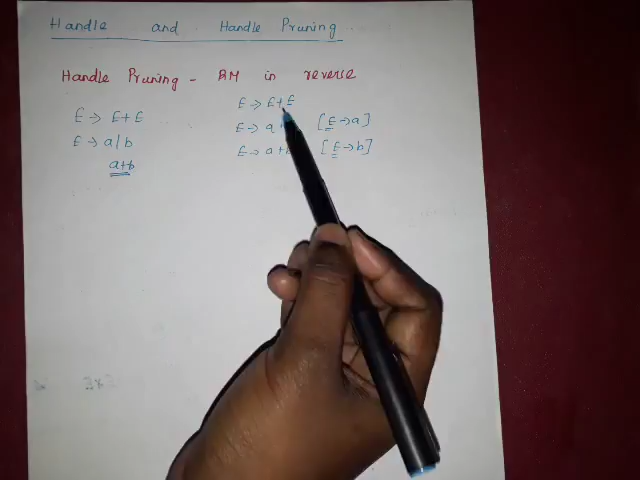 Handle and Handle Pruning
Handle Pruning - RM in reverse
E → E+E
E → a/b
a+b
E → E+E
E → a [E→a]
E → a+ [E→b]